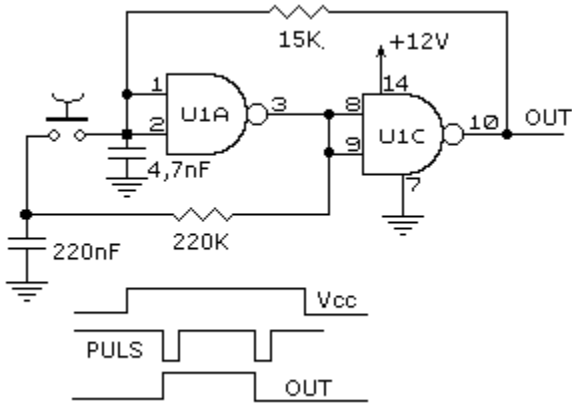 15K
+12V
14
1
2
U1A
3
8
9
U1C
10
OUT
7
4,7nF
220K
220nF
Vcc
PULS
OUT